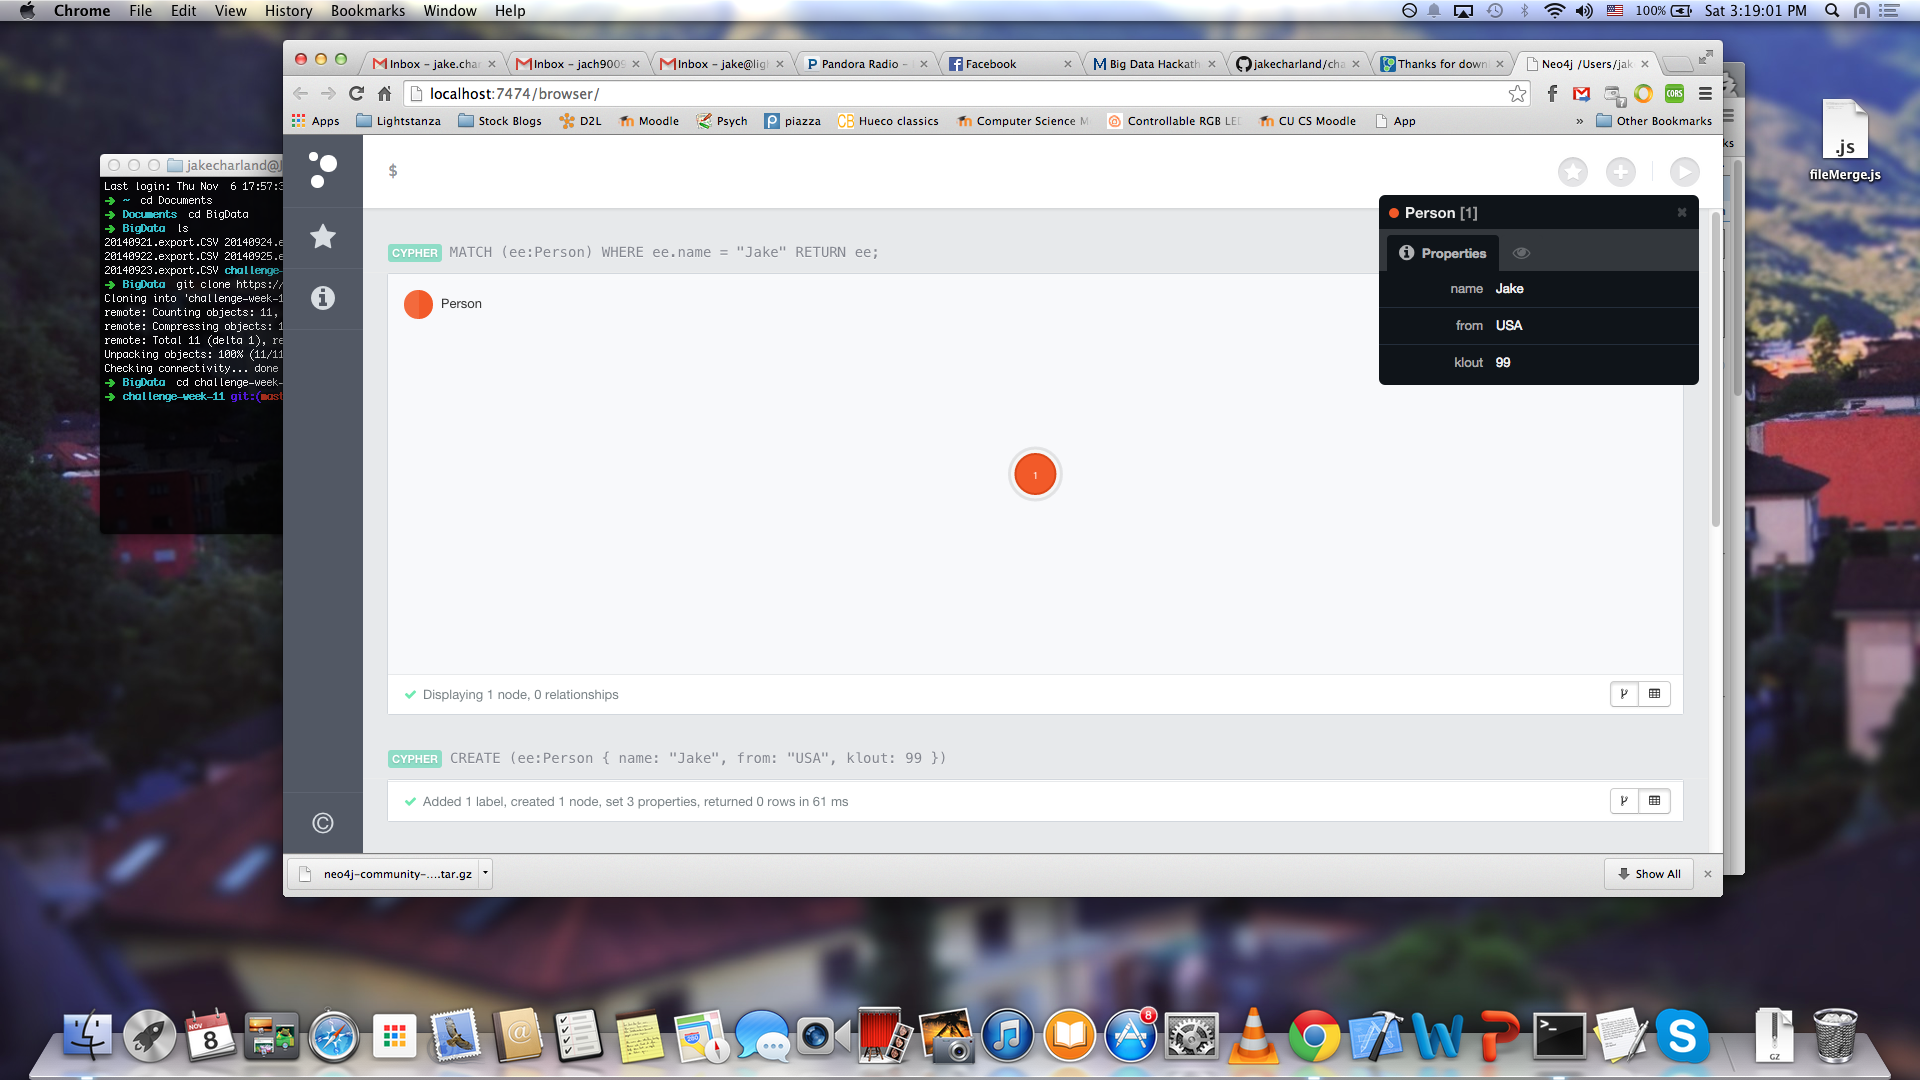 Chrome File Edit View History Bookmarks Window Help
100% Sat 3:19:01 PM
Inbox – jake.char
Inbox – jach9009
Inbox – jake@lig
Pandora Radio –
Facebook
Big Data Hackath
jakecharland/cha
Thanks for downl
Neo4j /Users/jak
localhost:7474/browser/
CORS
Apps Lightstanza Stock Blogs D2L Moodle Psych piazza Hueco classics Computer Science M Controllable RGB LED CU CS Moodle App » Other Bookmarks
ks
jakecharland@
Last login: Thu Nov 6 17:57:3
➜ ~ cd Documents
➜ Documents cd BigData
➜ BigData ls
20140921.export.CSV 20140924.e
20140922.export.CSV 20140925.e
20140923.export.CSV challenge-
➜ BigData git clone https:/
Cloning into 'challenge-week-1
remote: Counting objects: 11,
remote: Compressing objects: 1
remote: Total 11 (delta 1), re
Unpacking objects: 100% (11/11
Checking connectivity... done
➜ BigData cd challenge-week-
➜ challenge-week-11 git:(mast
$
Person [1]
Properties
name Jake
from USA
klout 99
CYPHER MATCH (ee:Person) WHERE ee.name = "Jake" RETURN ee;
Person
1
Displaying 1 node, 0 relationships
CYPHER CREATE (ee:Person { name: "Jake", from: "USA", klout: 99 })
Added 1 label, created 1 node, set 3 properties, returned 0 rows in 61 ms
©
neo4j-community-....tar.gz
Show All
.js
fileMerge.js
NOV
8
280
8
GZ